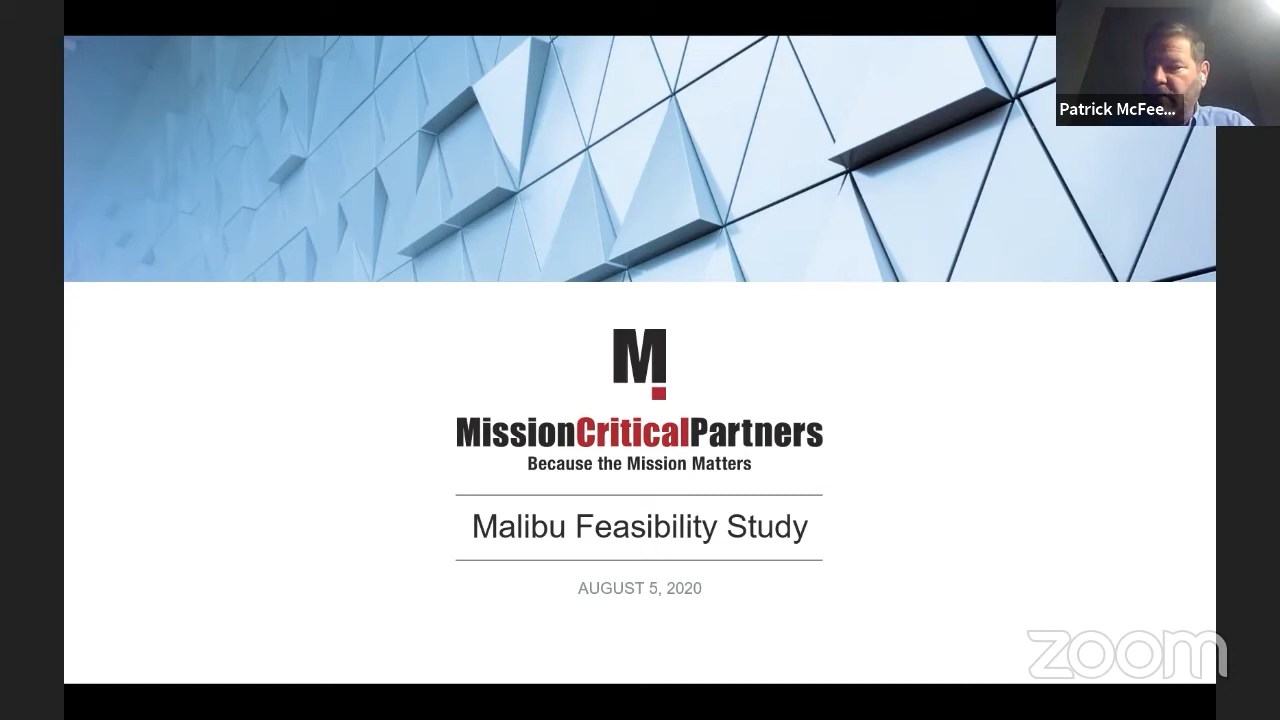 Patrick McFee...
M
MissionCriticalPartners
Because the Mission Matters
Malibu Feasibility Study
AUGUST 5, 2020
zoom